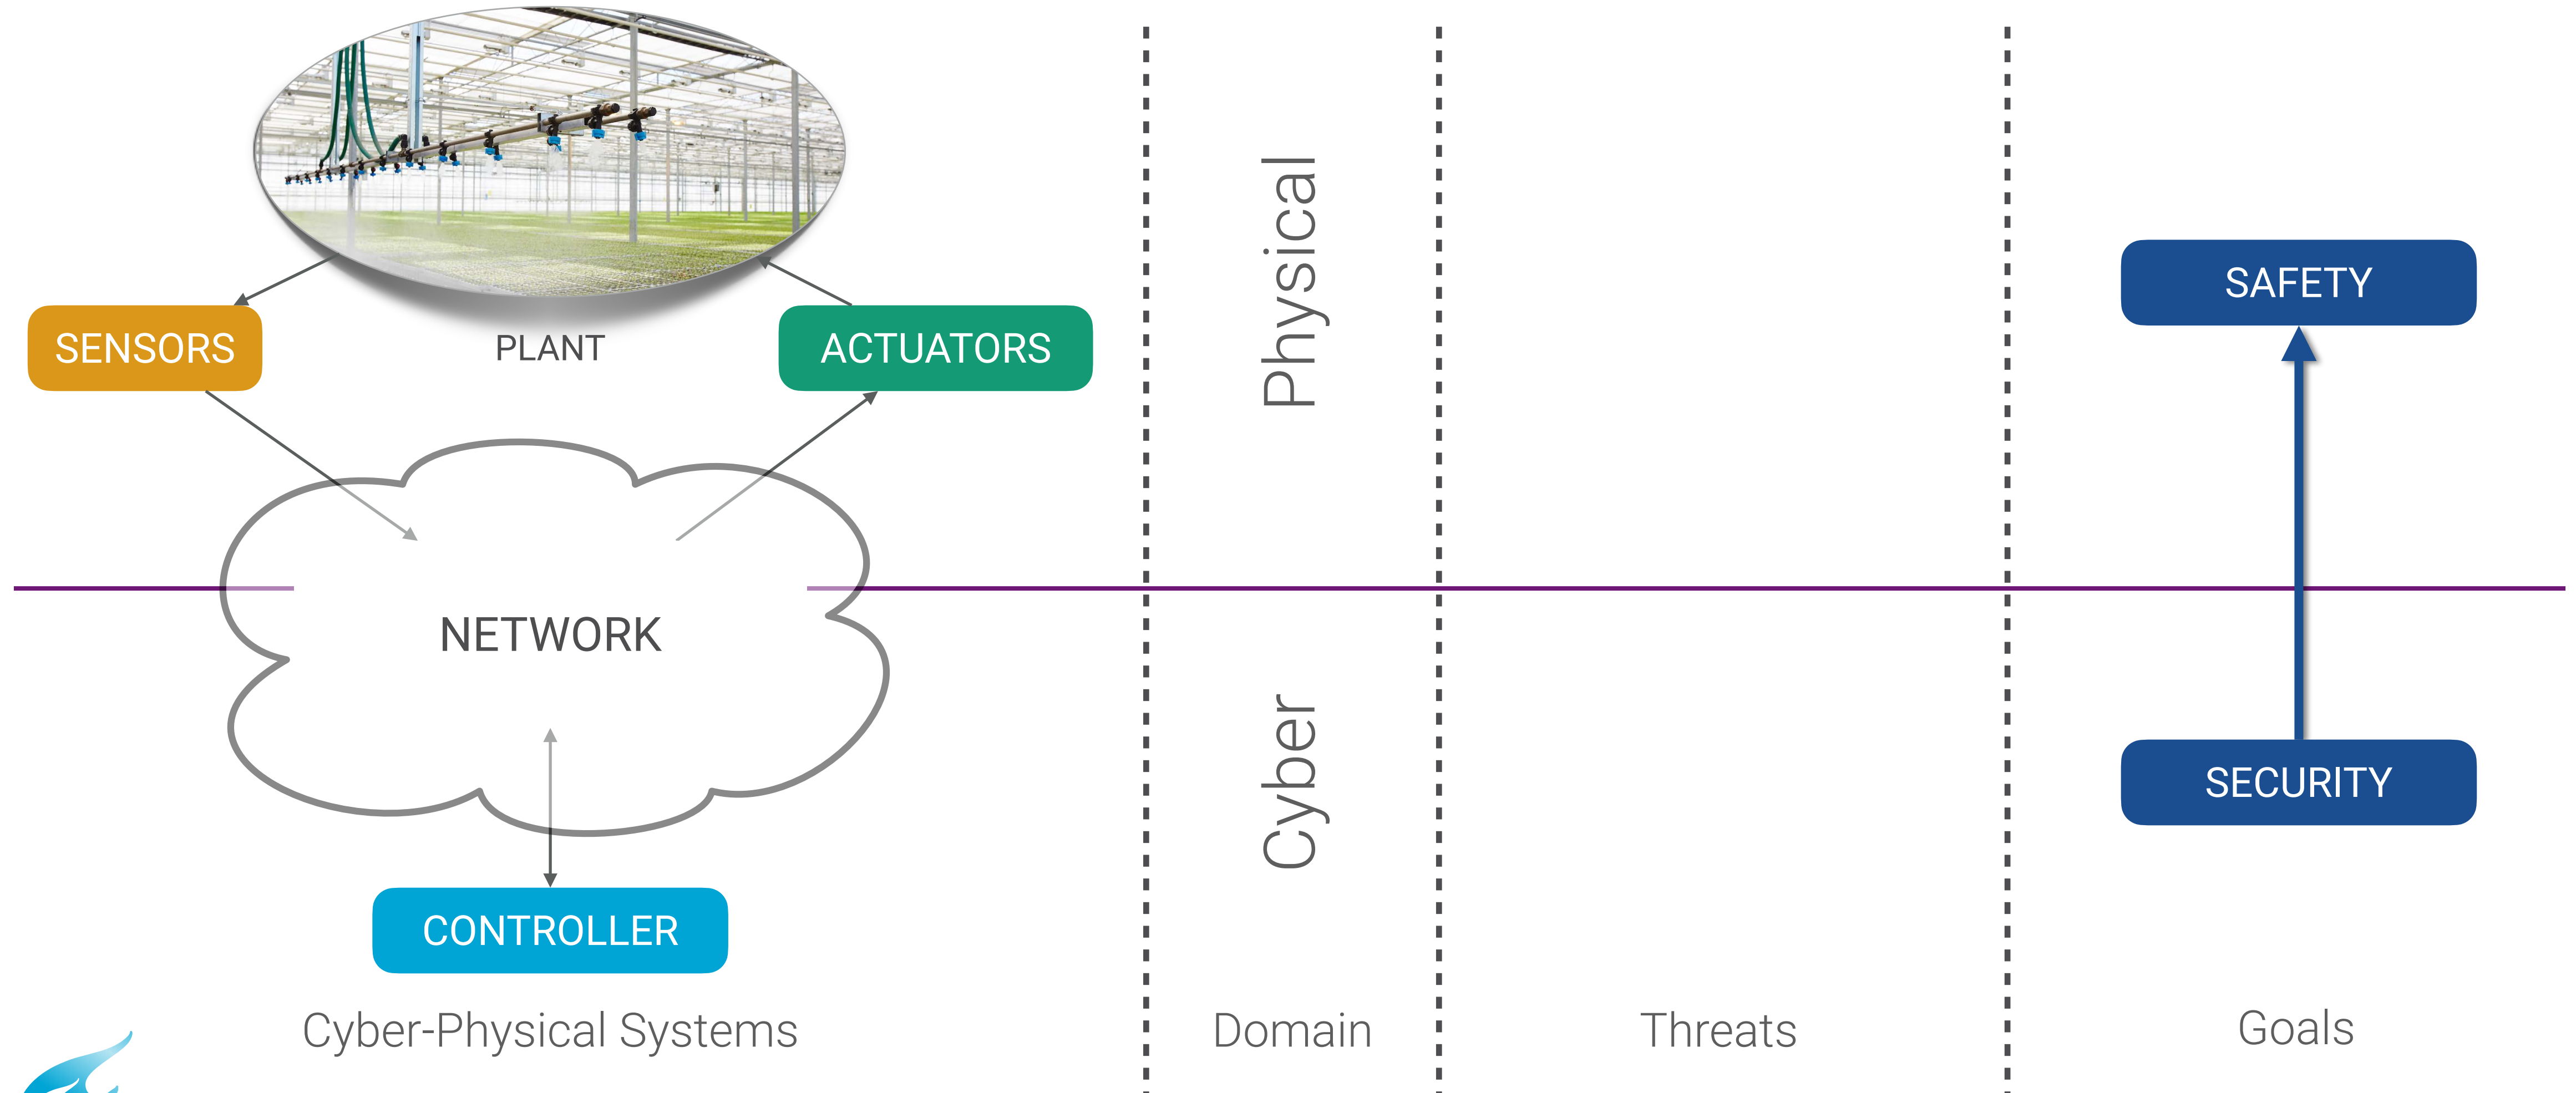 SENSORS
PLANT
ACTUATORS
NETWORK
CONTROLLER
Cyber-Physical Systems
Physical
Cyber
Domain
Threats
SAFETY
SECURITY
Goals